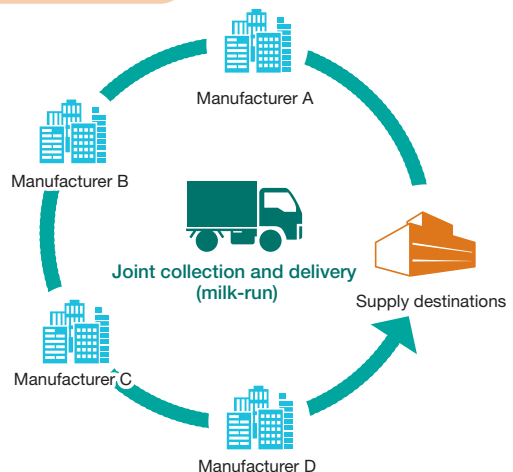 Manufacturer A
Manufacturer B
Joint collection and delivery
(milk-run)
Supply destinations
Manufacturer C
Manufacturer D